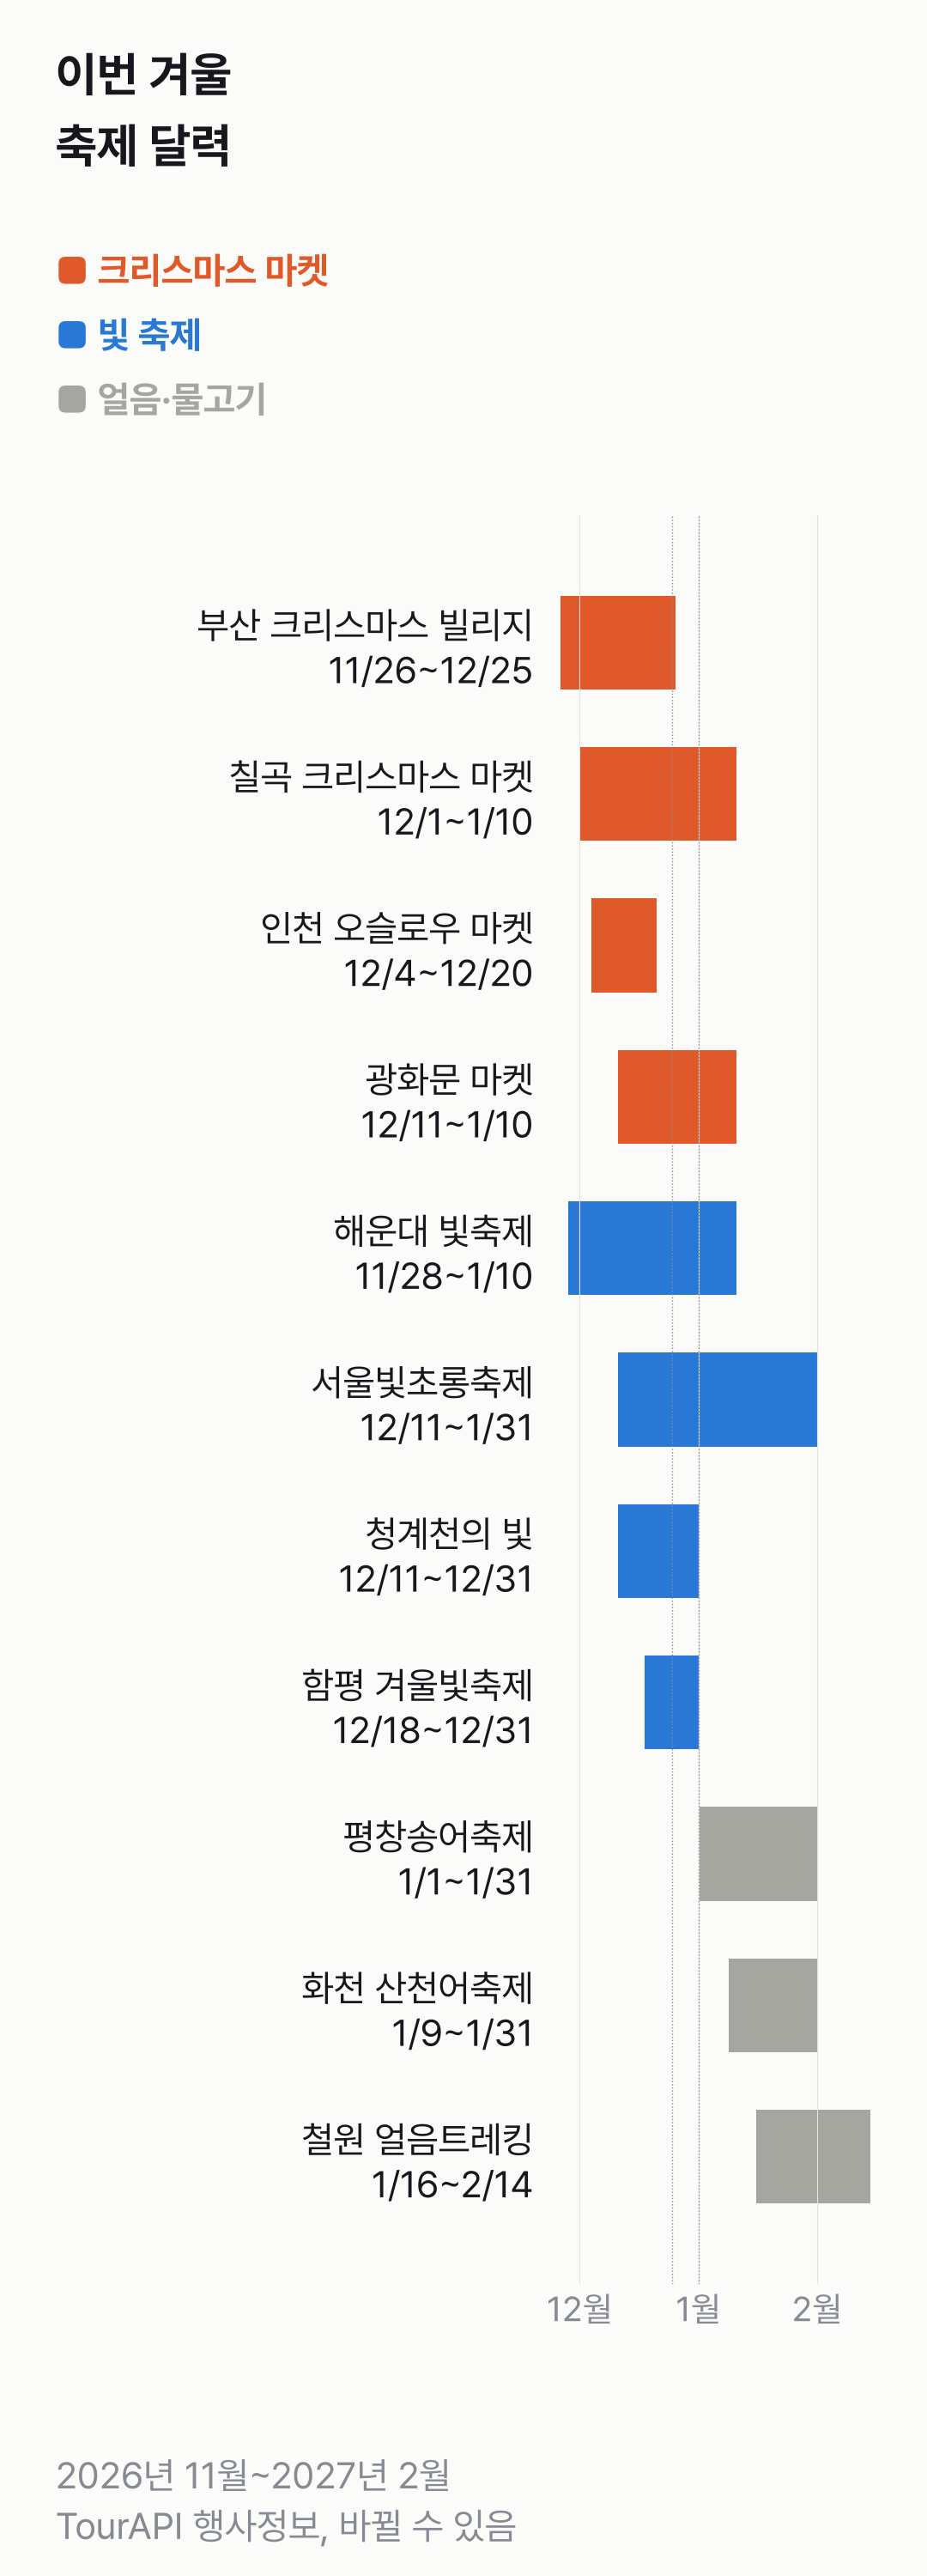 이번 겨울
축제 달력
크리스마스 마켓
빛 축제
얼음·물고기
부산 크리스마스 빌리지
11/26~12/25
칠곡 크리스마스 마켓
12/1~1/10
인천 오슬로우 마켓
12/4~12/20
광화문 마켓
12/11~1/10
해운대 빛축제
11/28~1/10
서울빛초롱축제
12/11~1/31
청계천의 빛
12/11~12/31
함평 겨울빛축제
12/18~12/31
평창송어축제
1/1~1/31
화천 산천어축제
1/9~1/31
철원 얼음트레킹
1/16~2/14
12월 1월 2월
2026년 11월~2027년 2월
TourAPI 행사정보, 바뀔 수 있음